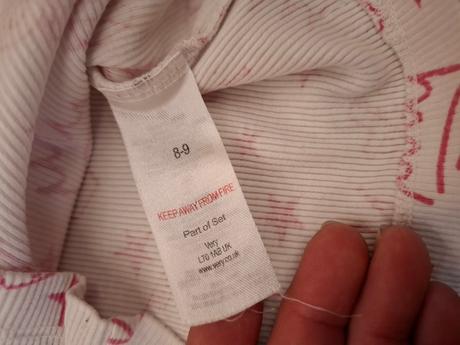 8-9
KEEP AWAY FROM FIRE
Part of Set
Very
L70 1AB UK
www.very.co.uk